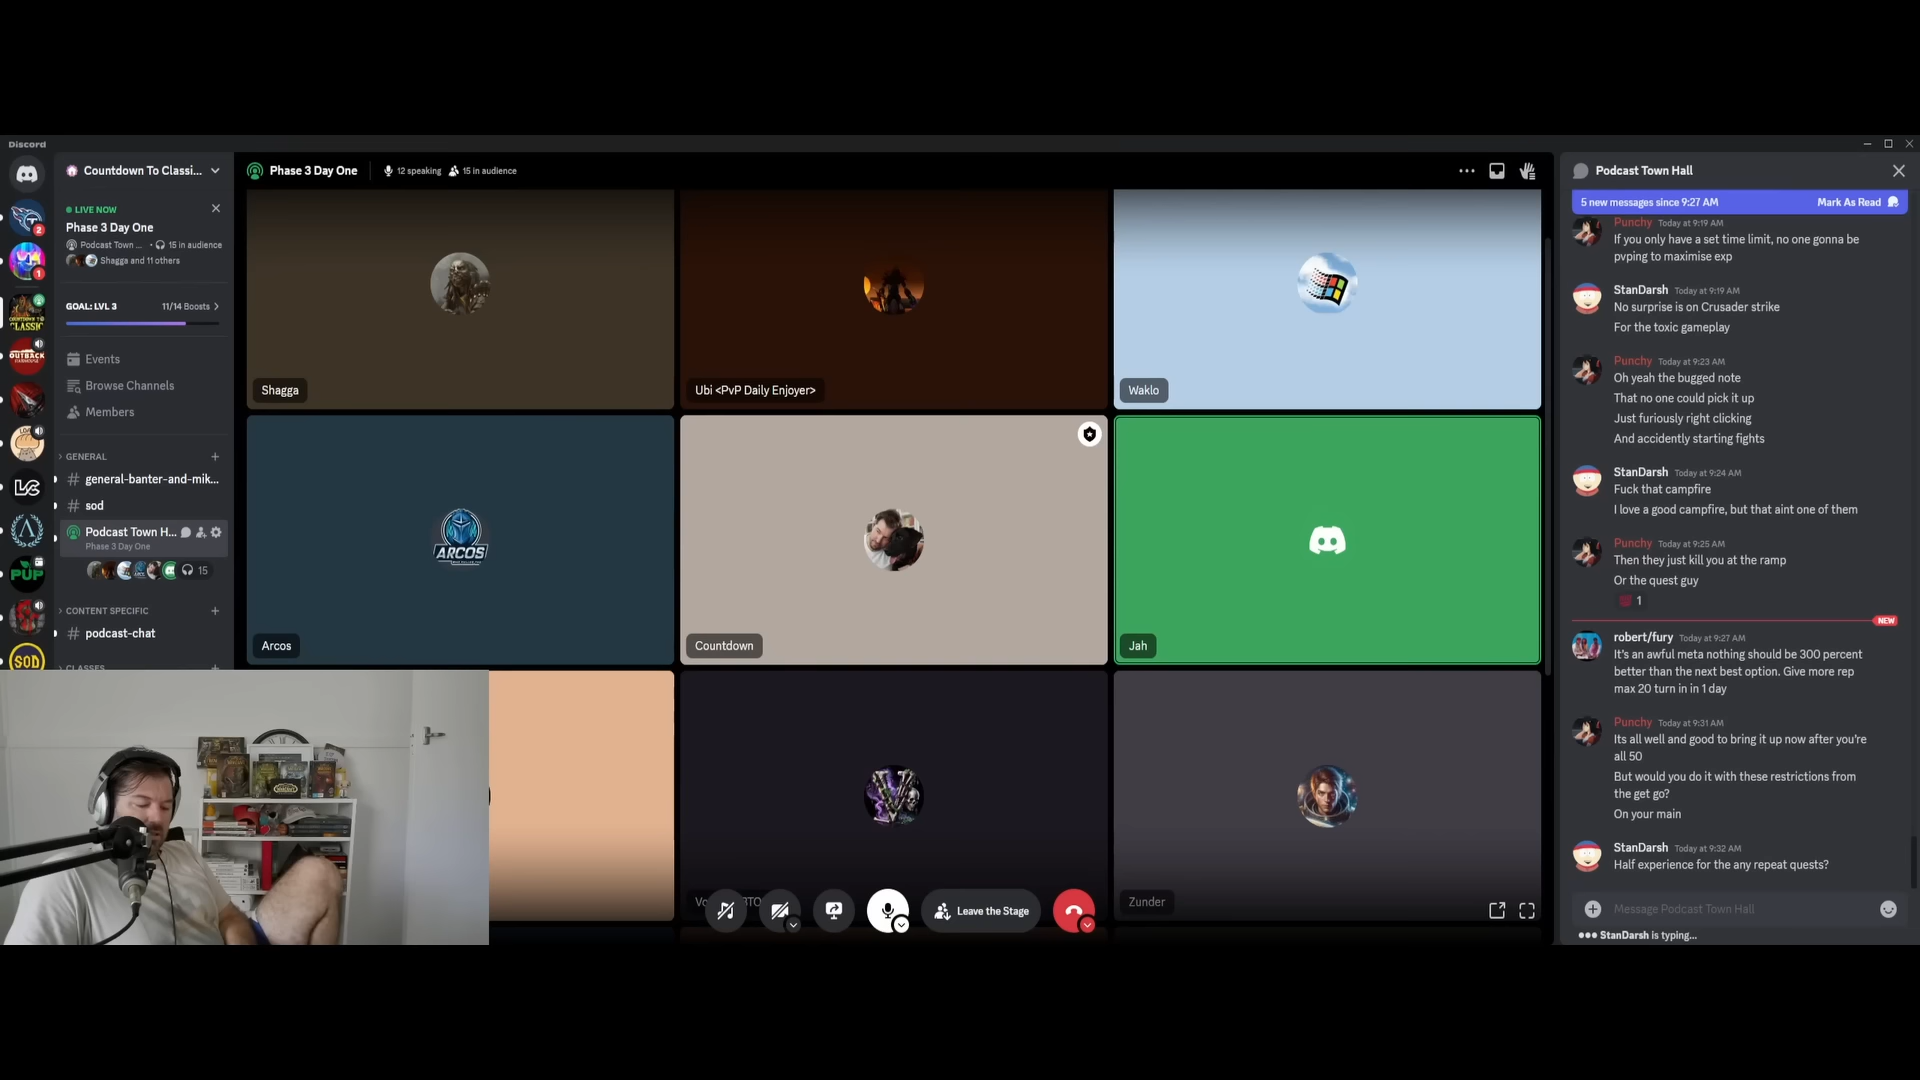 Discord
Countdown To Classi...
LIVE NOW
Phase 3 Day One
Podcast Town ... • 15 in audience
Shagga and 11 others
GOAL: LVL 3 11/14 Boosts
Events
Browse Channels
Members
GENERAL
# general-banter-and-mik...
# sod
Podcast Town H...
Phase 3 Day One
15
CONTENT SPECIFIC
# podcast-chat
CLASSES
2
1
COUNTDOWN TO
CLASSIC
OUTBACK
LC
PUP
SOD
Phase 3 Day One 12 speaking 15 in audience
Shagga
Ubi <PvP Daily Enjoyer>
Waklo
ARCOS
Arcos
Countdown
Jah
Zunder
Leave the Stage
Podcast Town Hall
5 new messages since 9:27 AM Mark As Read
Punchy Today at 9:19 AM
If you only have a set time limit, no one gonna be
pvping to maximise exp
StanDarsh Today at 9:19 AM
No surprise is on Crusader strike
For the toxic gameplay
Punchy Today at 9:23 AM
Oh yeah the bugged note
That no one could pick it up
Just furiously right clicking
And accidently starting fights
StanDarsh Today at 9:24 AM
Fuck that campfire
I love a good campfire, but that aint one of them
Punchy Today at 9:25 AM
Then they just kill you at the ramp
Or the quest guy
1
NEW
robert/fury Today at 9:27 AM
It's an awful meta nothing should be 300 percent
better than the next best option. Give more rep
max 20 turn in in 1 day
Punchy Today at 9:31 AM
Its all well and good to bring it up now after you're
all 50
But would you do it with these restrictions from
the get go?
On your main
StanDarsh Today at 9:32 AM
Half experience for the any repeat quests?
Message Podcast Town Hall
StanDarsh is typing...